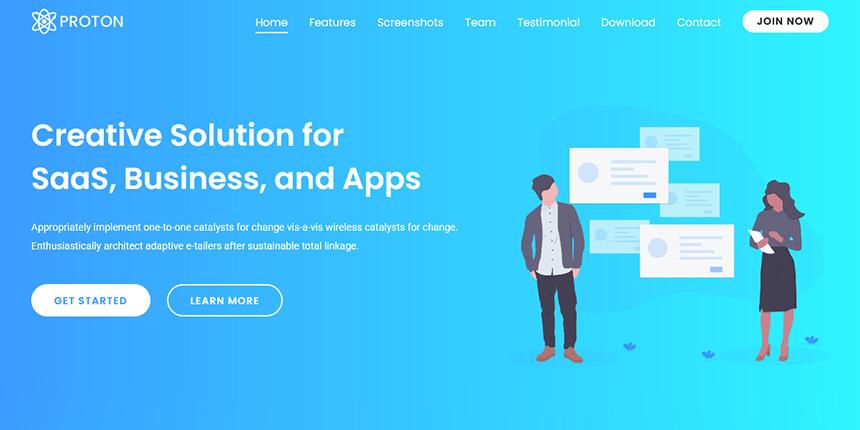 PROTON
Home Features Screenshots Team Testimonial Download Contact JOIN NOW
Creative Solution for
SaaS, Business, and Apps
Appropriately implement one-to-one catalysts for change vis-a-vis wireless catalysts for change.
Enthusiastically architect adaptive e-tailers after sustainable total linkage.
GET STARTED LEARN MORE